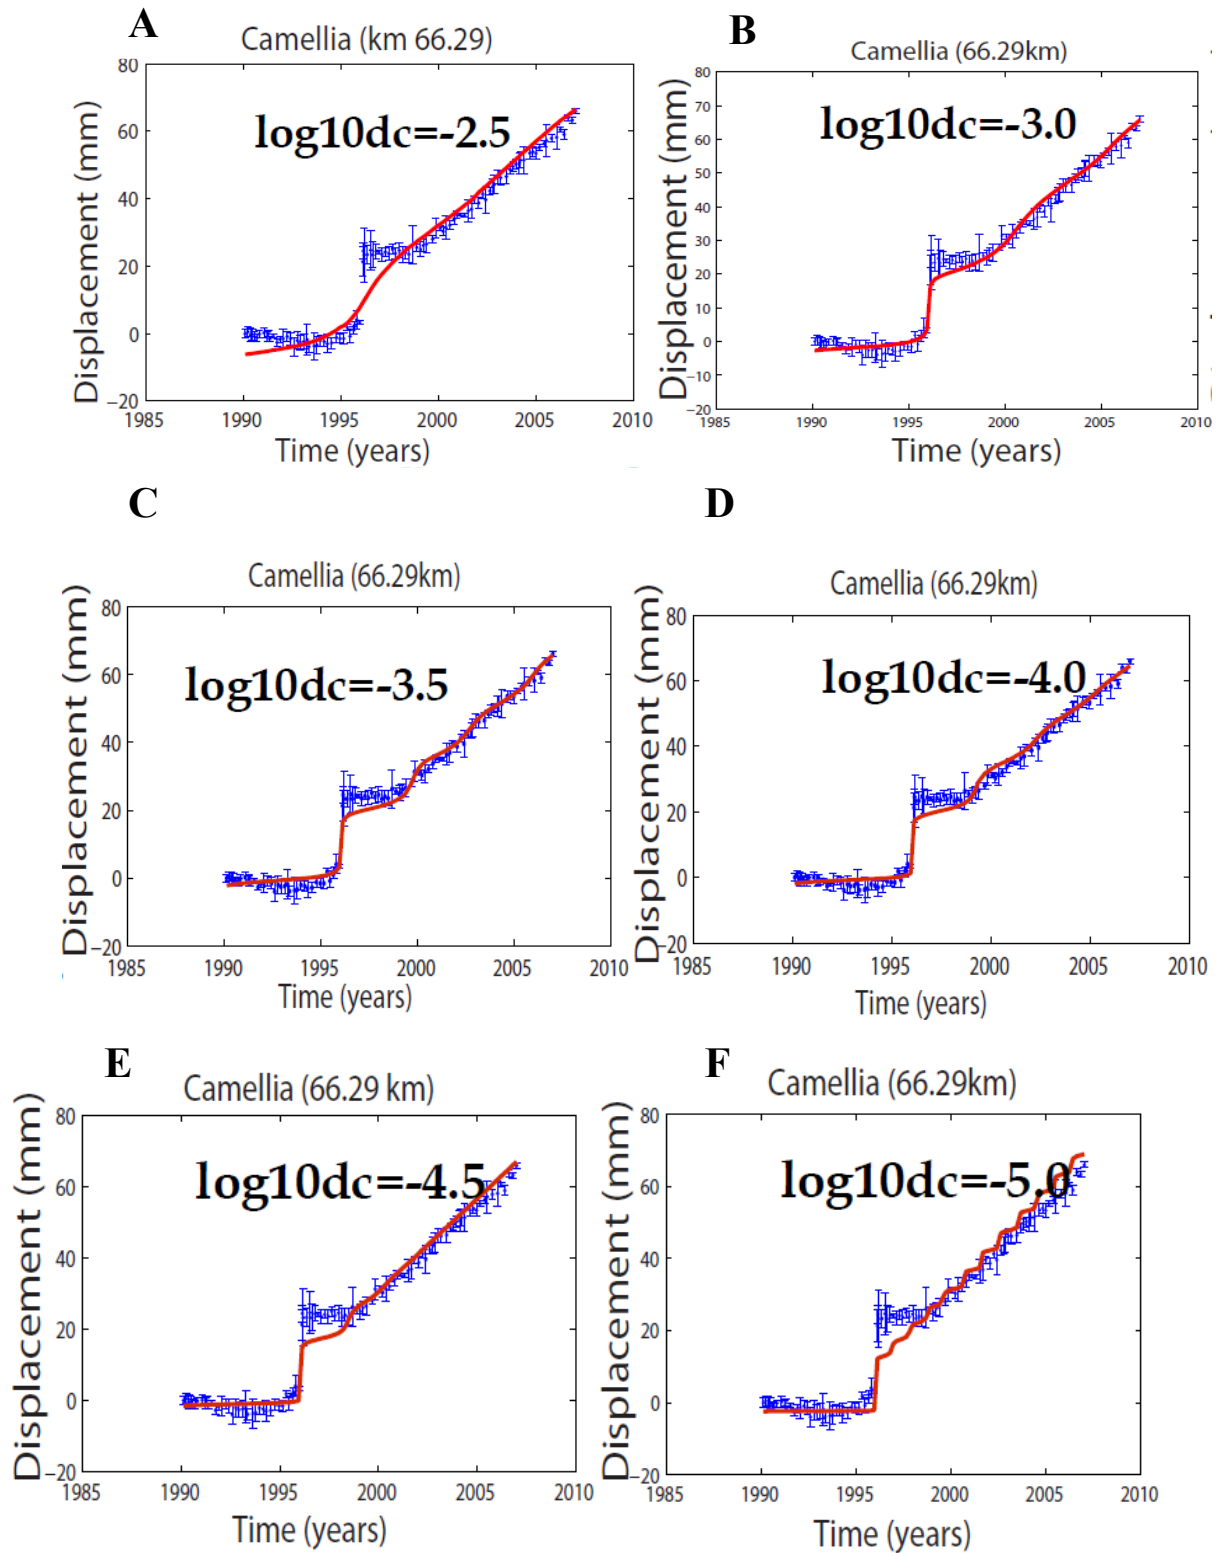 A
Camellia (km 66.29)
log10dc=-2.5
Displacement (mm)
80
60
40
20
0
−20
1985 1990 1995 2000 2005 2010
Time (years)
B
Camellia (66.29km)
log10dc=-3.0
Displacement (mm)
80
70
60
50
40
30
20
10
0
−10
−20
1985 1990 1995 2000 2005 2010
Time (years)
C
Camellia (66.29km)
log10dc=-3.5
Displacement (mm)
80
60
40
20
0
−20
1985 1990 1995 2000 2005 2010
Time (years)
D
Camellia (66.29km)
log10dc=-4.0
Displacement (mm)
80
60
40
20
0
−20
1985 1990 1995 2000 2005 2010
Time (years)
E
Camellia (66.29 km)
log10dc=-4.5
Displacement (mm)
80
60
40
20
0
−20
1985 1990 1995 2000 2005 2010
Time (years)
F
Camellia (66.29km)
log10dc=-5.0
Displacement (mm)
80
60
40
20
0
−20
1985 1990 1995 2000 2005 2010
Time (years)